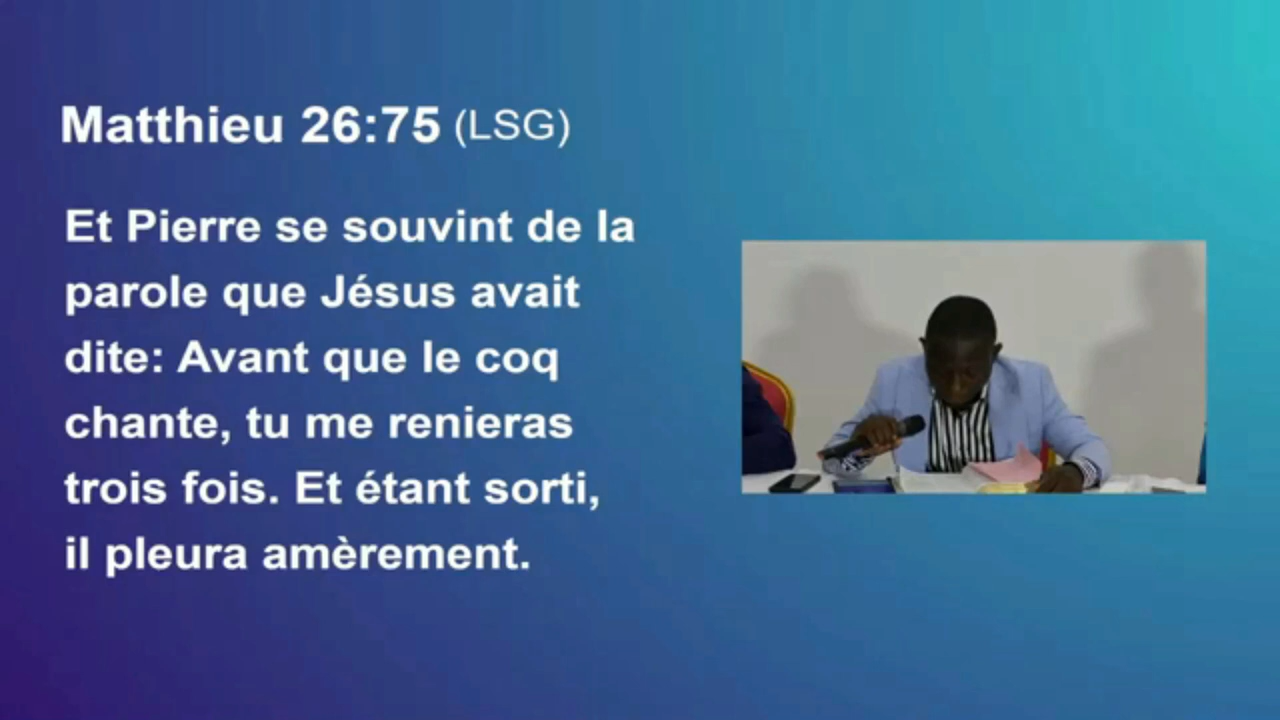 Matthieu 26:75 (LSG)
Et Pierre se souvint de la
parole que Jésus avait
dite: Avant que le coq
chante, tu me renieras
trois fois. Et étant sorti,
il pleura amèrement.